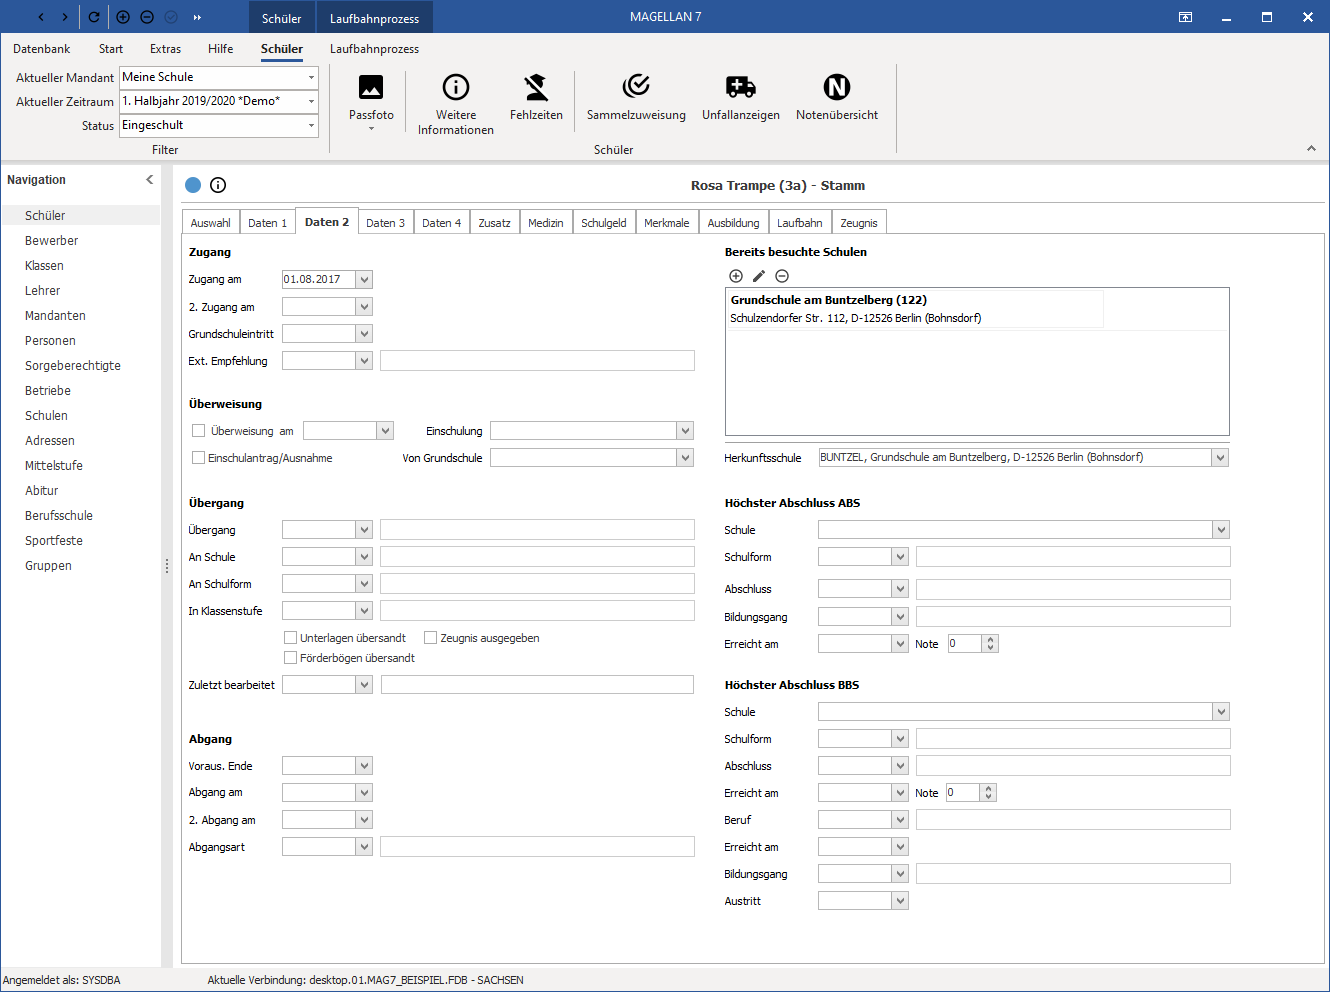 Schüler
Laufbahnprozess
MAGELLAN 7
Datenbank
Start
Extras
Hilfe
Schüler
Laufbahnprozess
Aktueller Mandant
Meine Schule
Aktueller Zeitraum
1. Halbjahr 2019/2020 *Demo*
Status
Eingeschult
Filter
Passfoto
Weitere
Informationen
Fehlzeiten
Sammelzuweisung
Unfallanzeigen
N
Notenübersicht
Schüler
Navigation
Schüler
Bewerber
Klassen
Lehrer
Mandanten
Personen
Sorgeberechtigte
Betriebe
Schulen
Adressen
Mittelstufe
Abitur
Berufsschule
Sportfeste
Gruppen
Rosa Trampe (3a) - Stamm
Auswahl
Daten 1
Daten 2
Daten 3
Daten 4
Zusatz
Medizin
Schulgeld
Merkmale
Ausbildung
Laufbahn
Zeugnis
Zugang
Zugang am
01.08.2017
2. Zugang am
Grundschuleintritt
Ext. Empfehlung
Überweisung
Überweisung am
Einschulung
Einschulantrag/Ausnahme
Von Grundschule
Übergang
Übergang
An Schule
An Schulform
In Klassenstufe
Unterlagen übersandt
Zeugnis ausgegeben
Förderbögen übersandt
Zuletzt bearbeitet
Abgang
Voraus. Ende
Abgang am
2. Abgang am
Abgangsart
Bereits besuchte Schulen
Grundschule am Buntzelberg (122)
Schulzendorfer Str. 112, D-12526 Berlin (Bohnsdorf)
Herkunftsschule
BUNTZEL, Grundschule am Buntzelberg, D-12526 Berlin (Bohnsdorf)
Höchster Abschluss ABS
Schule
Schulform
Abschluss
Bildungsgang
Erreicht am
Note
0
Höchster Abschluss BBS
Schule
Schulform
Abschluss
Erreicht am
Note
0
Beruf
Erreicht am
Bildungsgang
Austritt
Angemeldet als: SYSDBA
Aktuelle Verbindung: desktop.01.MAG7_BEISPIEL.FDB - SACHSEN